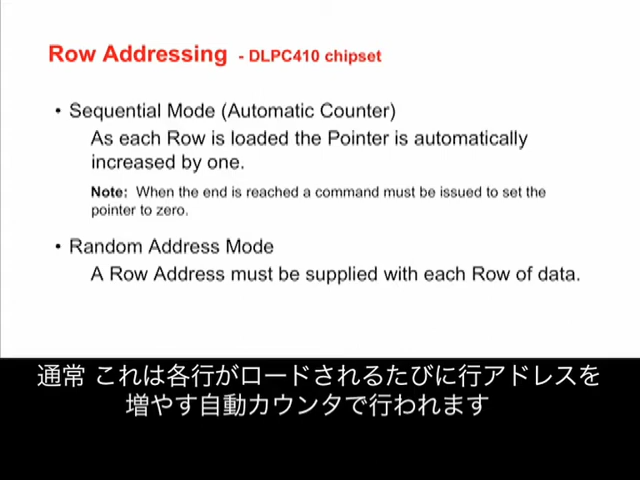 Row Addressing - DLPC410 chipset
• Sequential Mode (Automatic Counter)
As each Row is loaded the Pointer is automatically
increased by one.
Note: When the end is reached a command must be issued to set the
pointer to zero.
• Random Address Mode
A Row Address must be supplied with each Row of data.
通常 これは各行がロードされるたびに行アドレスを
増やす自動カウンタで行われます